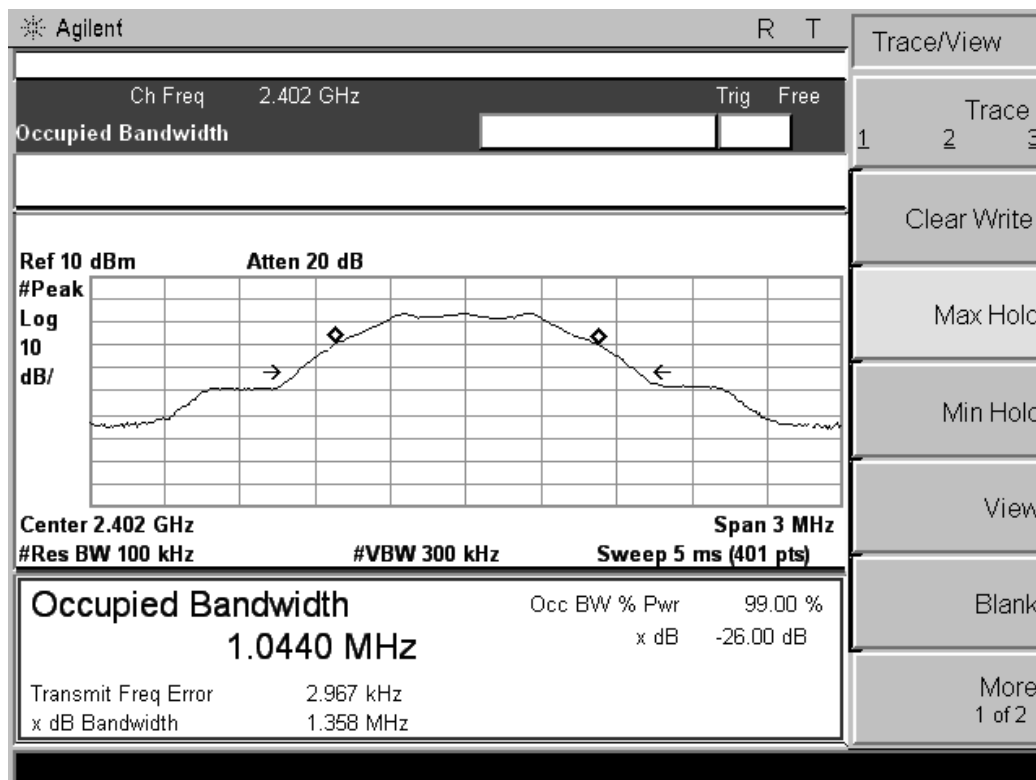 Agilent R T
Ch Freq 2.402 GHz Trig Free
Occupied Bandwidth
Ref 10 dBm Atten 20 dB
#Peak
Log
10
dB/
Center 2.402 GHz Span 3 MHz
#Res BW 100 kHz #VBW 300 kHz Sweep 5 ms (401 pts)
Occupied Bandwidth Occ BW % Pwr 99.00 %
1.0440 MHz x dB -26.00 dB
Transmit Freq Error 2.967 kHz
x dB Bandwidth 1.358 MHz
Trace/View
Trace
1 2 3
Clear Write
Max Hold
Min Hold
View
Blank
More
1 of 2